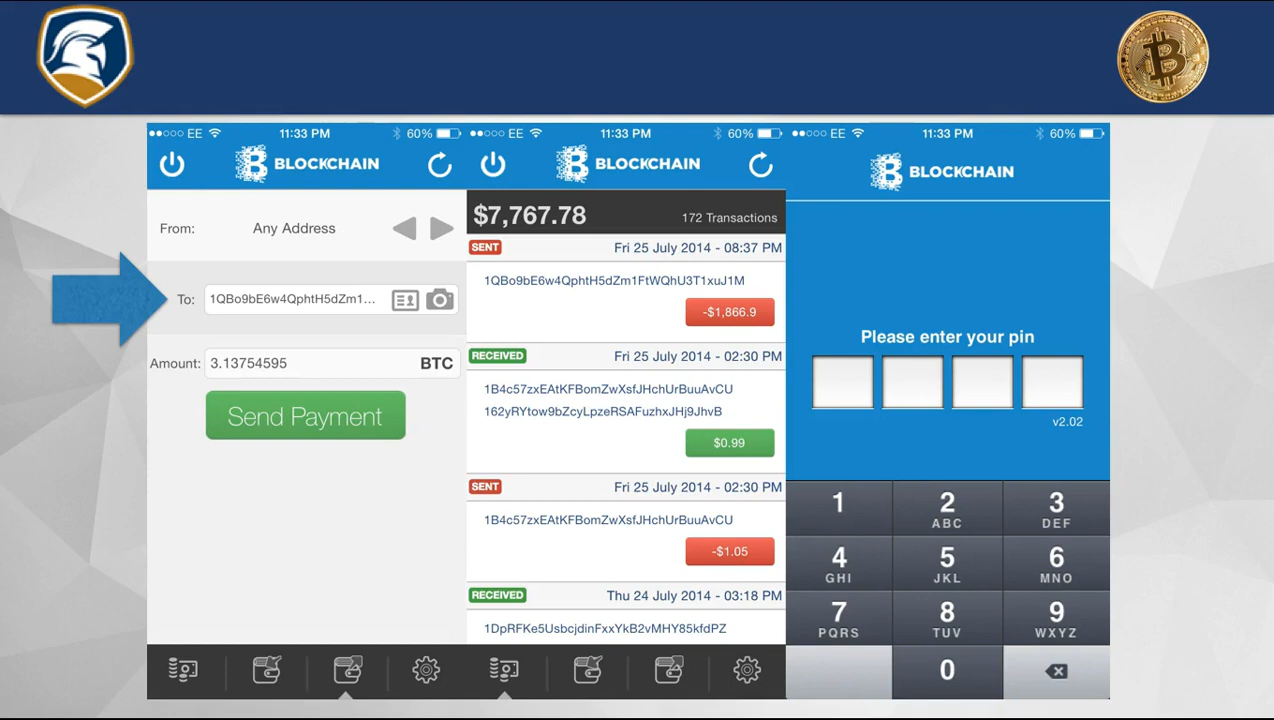 ●●○○○ EE 11:33 PM 60%
BLOCKCHAIN
From: Any Address
To: 1QBo9bE6w4QphtH5dZm1...
Amount: 3.13754595 BTC
Send Payment
●●○○○ EE 11:33 PM 60%
BLOCKCHAIN
$7,767.78 172 Transactions
SENT Fri 25 July 2014 - 08:37 PM
1QBo9bE6w4QphtH5dZm1FtWQhU3T1xuJ1M
-$1,866.9
RECEIVED Fri 25 July 2014 - 02:30 PM
1B4c57zxEAtKFBomZwXsfJHchUrBuuAvCU
162yRYtow9bZcyLpzeRSAFuzhxJHj9JhvB
$0.99
SENT Fri 25 July 2014 - 02:30 PM
1B4c57zxEAtKFBomZwXsfJHchUrBuuAvCU
-$1.05
RECEIVED Thu 24 July 2014 - 03:18 PM
1DpRFKe5UsbcjdinFxxYkB2vMHY85kfdPZ
●●○○○ EE 11:33 PM 60%
BLOCKCHAIN
Please enter your pin
v2.02
1 2 3
ABC DEF
4 5 6
GHI JKL MNO
7 8 9
PQRS TUV WXYZ
0